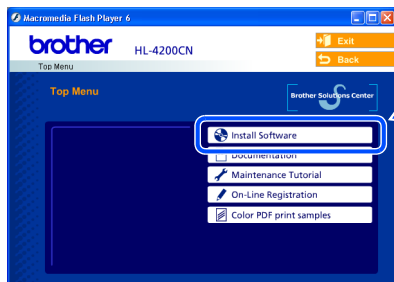 Macromedia Flash Player 6
brother
HL-4200CN
Exit
Back
Top Menu
Top Menu
Brother Solutions Center
Install Software
Documentation
Maintenance Tutorial
On-Line Registration
Color PDF print samples